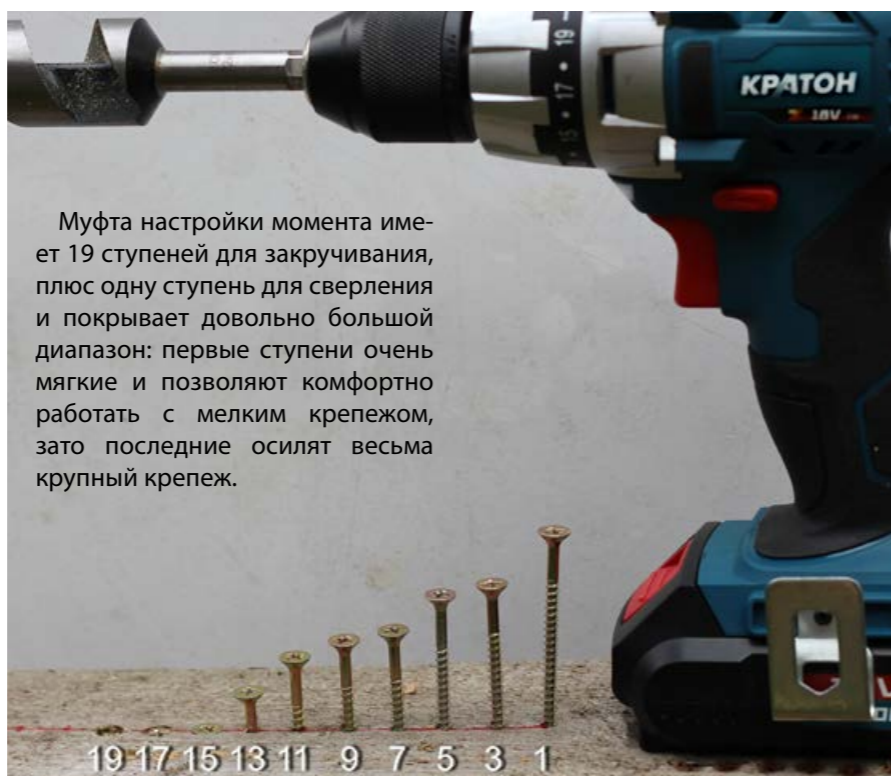 19
17
15
КРАТОН
18V
Муфта настройки момента име-
ет 19 ступеней для закручивания,
плюс одну ступень для сверления
и покрывает довольно большой
диапазон: первые ступени очень
мягкие и позволяют комфортно
работать с мелким крепежом,
зато последние осилят весьма
крупный крепеж.
19 17 15 13 11 9 7 5 3 1